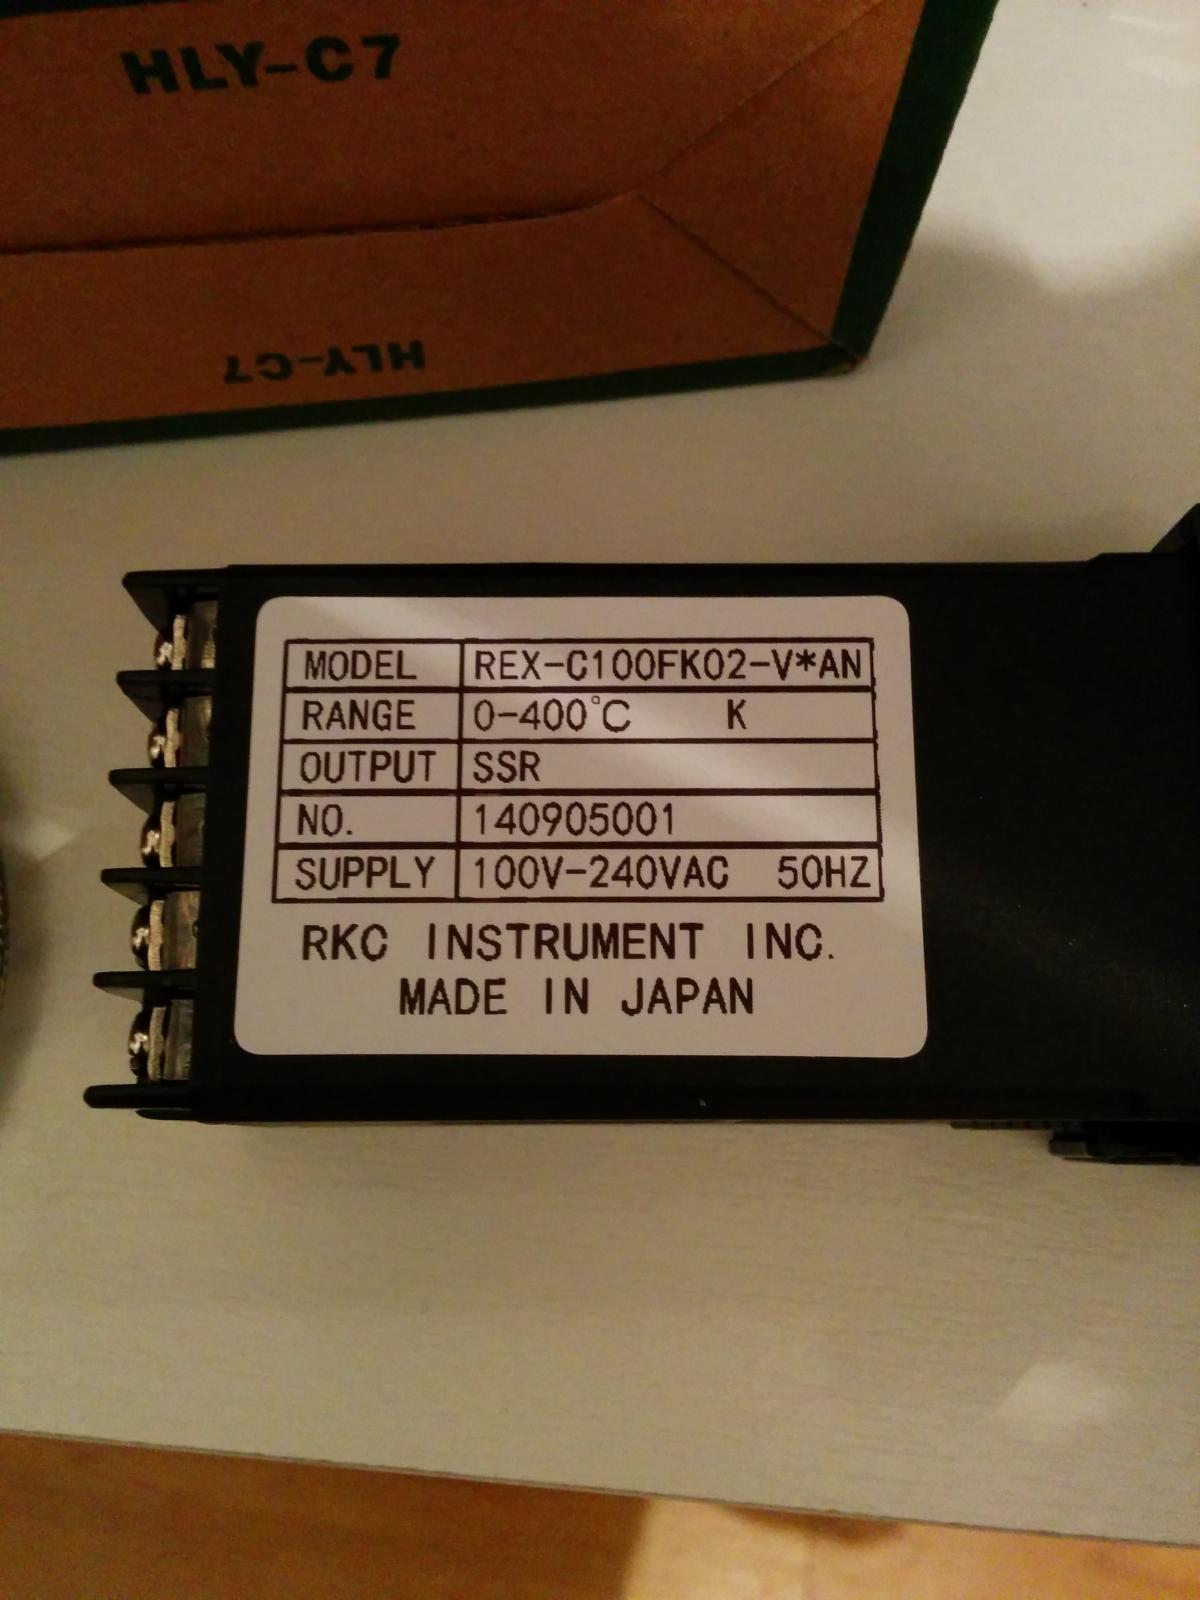 HLY-C7
HLY-C7
MODEL REX-C100FK02-V*AN
RANGE 0-400°C K
OUTPUT SSR
NO. 140905001
SUPPLY 100V-240VAC 50HZ
RKC INSTRUMENT INC.
MADE IN JAPAN